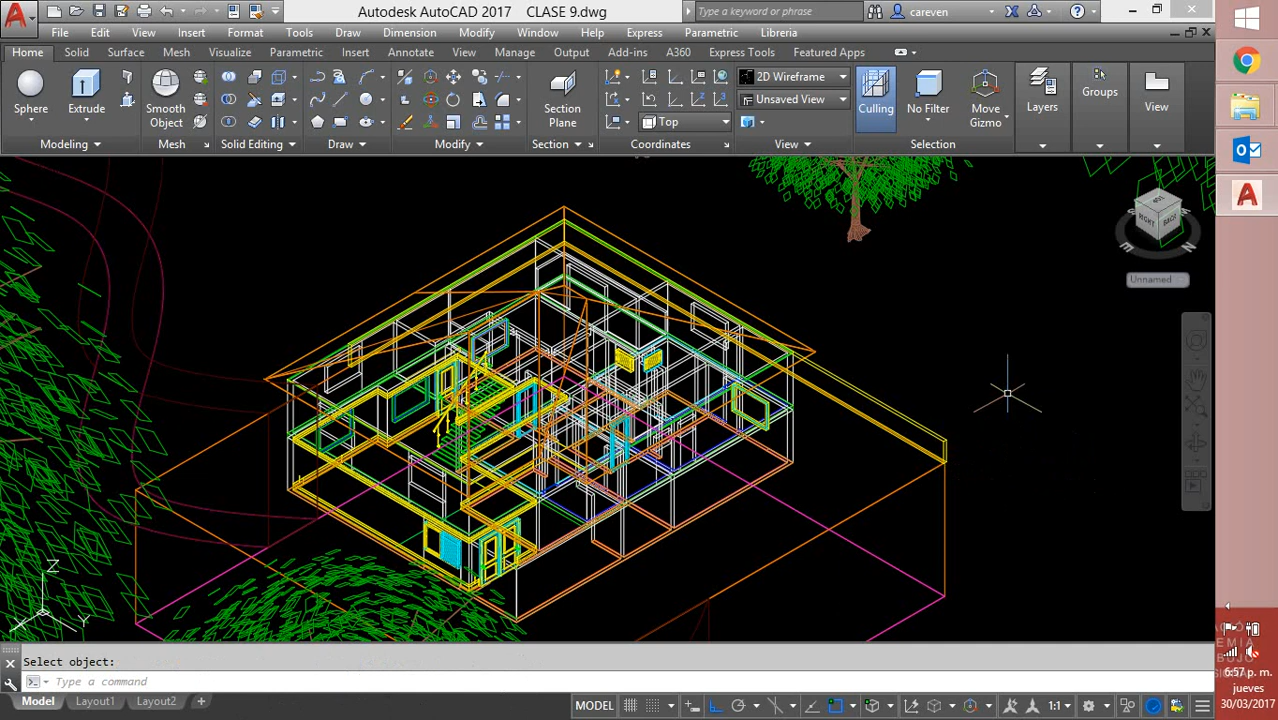 Autodesk AutoCAD 2017 CLASE 9.dwg
Type a keyword or phrase
careven
File Edit View Insert Format Tools Draw Dimension Modify Window Help Express Parametric Libreria
Home Solid Surface Mesh Visualize Parametric Insert Annotate View Manage Output Add-ins A360 Express Tools Featured Apps
Sphere
Extrude
Smooth
Object
Section
Plane
2D Wireframe
Unsaved View
Top
Culling
No Filter
Move
Gizmo
Layers
Groups
View
Modeling Mesh Solid Editing Draw Modify Section Coordinates View Selection
Unnamed
Z
Y
Select object:
Type a command
Model Layout1 Layout2 +
MODEL
1:1
6:57 p. m.
jueves
30/03/2017